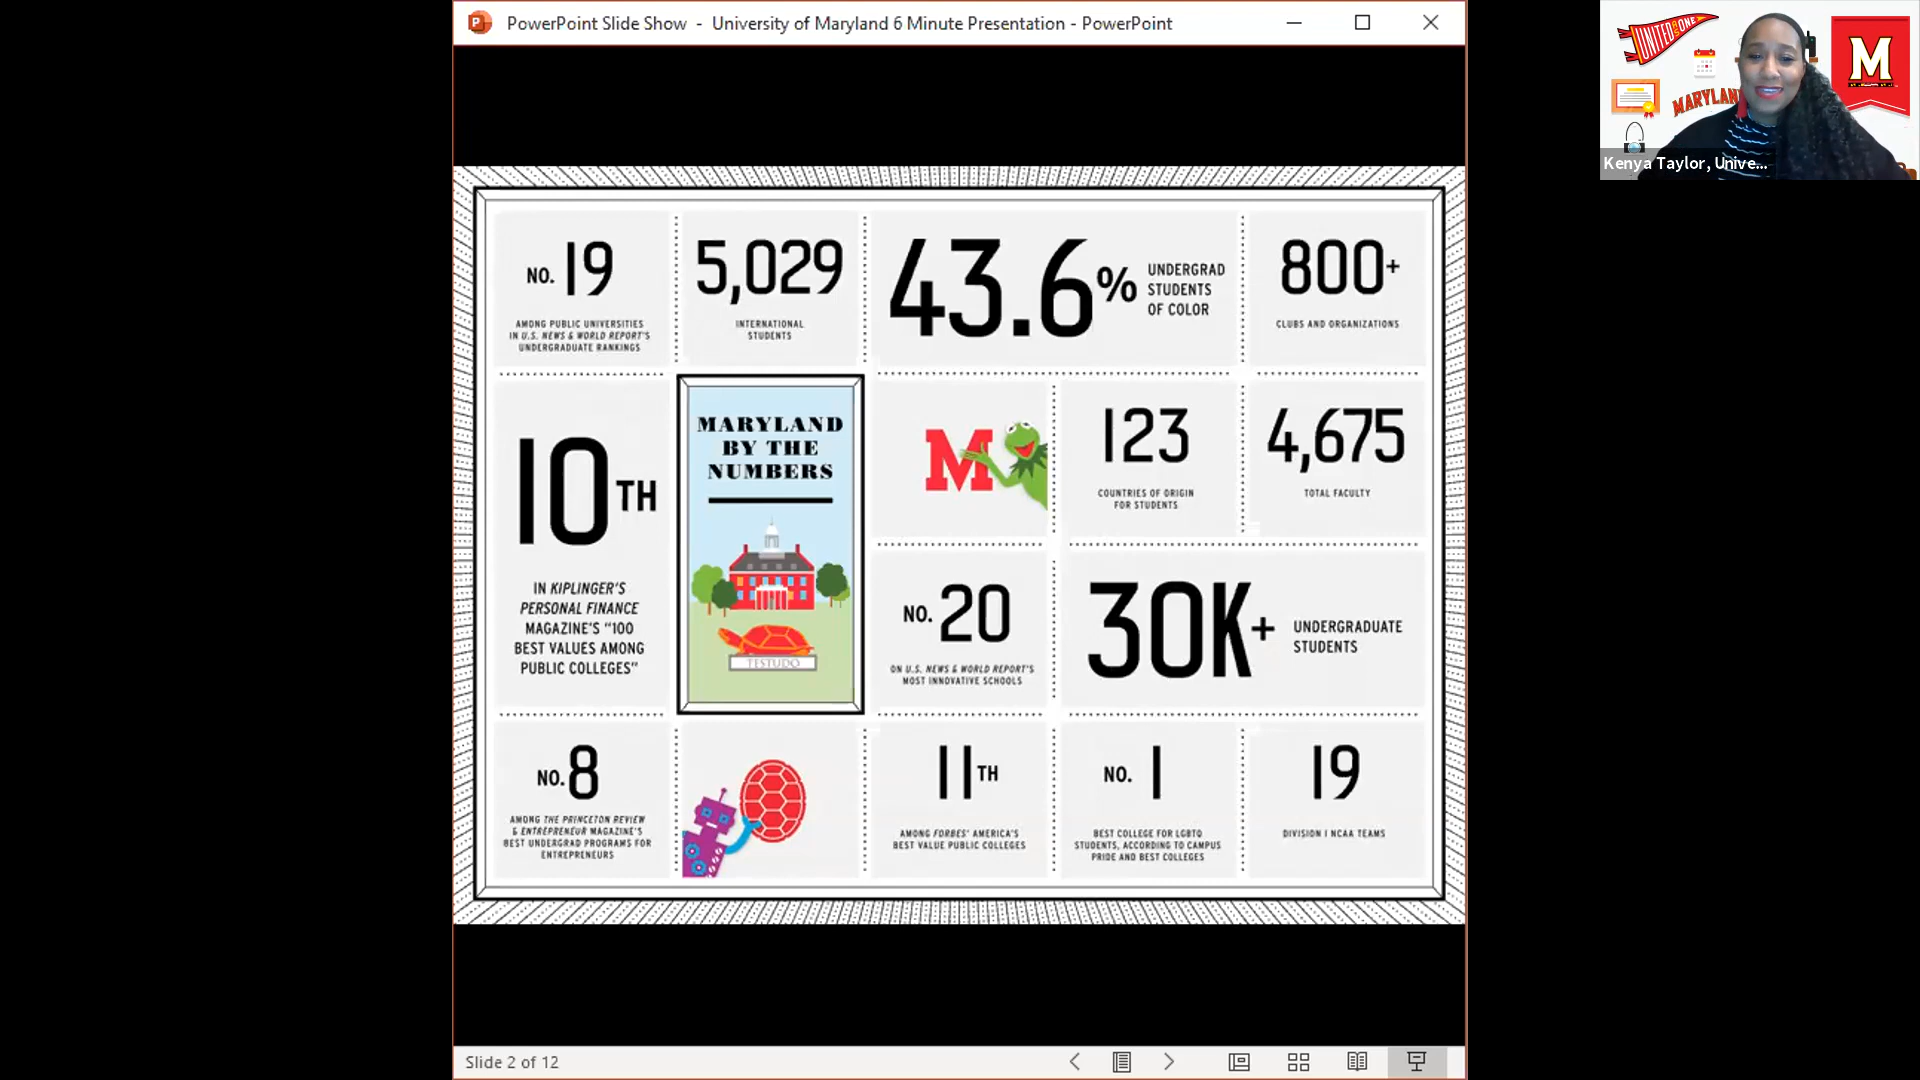 PowerPoint Slide Show - University of Maryland 6 Minute Presentation - PowerPoint
UNITED AS ONE
M
MARYLAN
Kenya Taylor, Unive...
NO. 19
AMONG PUBLIC UNIVERSITIES
IN U.S. NEWS & WORLD REPORT'S
UNDERGRADUATE RANKINGS
5,029
INTERNATIONAL
STUDENTS
43.6%
UNDERGRAD
STUDENTS
OF COLOR
800+
CLUBS AND ORGANIZATIONS
10TH
IN KIPLINGER'S
PERSONAL FINANCE
MAGAZINE'S "100
BEST VALUES AMONG
PUBLIC COLLEGES"
MARYLAND
BY THE
NUMBERS
TESTUDO
M
123
COUNTRIES OF ORIGIN
FOR STUDENTS
4,675
TOTAL FACULTY
NO. 20
ON U.S. NEWS & WORLD REPORT'S
MOST INNOVATIVE SCHOOLS
30K+
UNDERGRADUATE
STUDENTS
NO. 8
AMONG THE PRINCETON REVIEW
& ENTREPRENEUR MAGAZINE'S
BEST UNDERGRAD PROGRAMS FOR
ENTREPRENEURS
11TH
AMONG FORBES' AMERICA'S
BEST VALUE PUBLIC COLLEGES
NO. 1
BEST COLLEGE FOR LGBTQ
STUDENTS, ACCORDING TO CAMPUS
PRIDE AND BEST COLLEGES
19
DIVISION I NCAA TEAMS
Slide 2 of 12